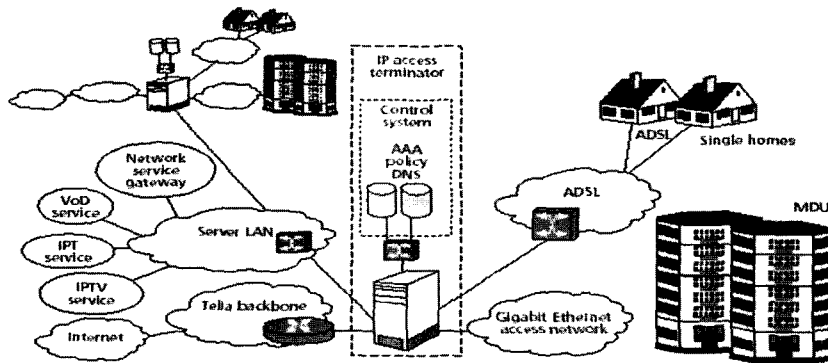 IP access
terminator
Control
system
AAA
policy
DNS
Network
service
gateway
VoD
service
IPT
service
IPTV
service
Server LAN
Telia backbone
Internet
ADSL
Single homes
ADSL
MDU
Gigabit Ethernet
access network